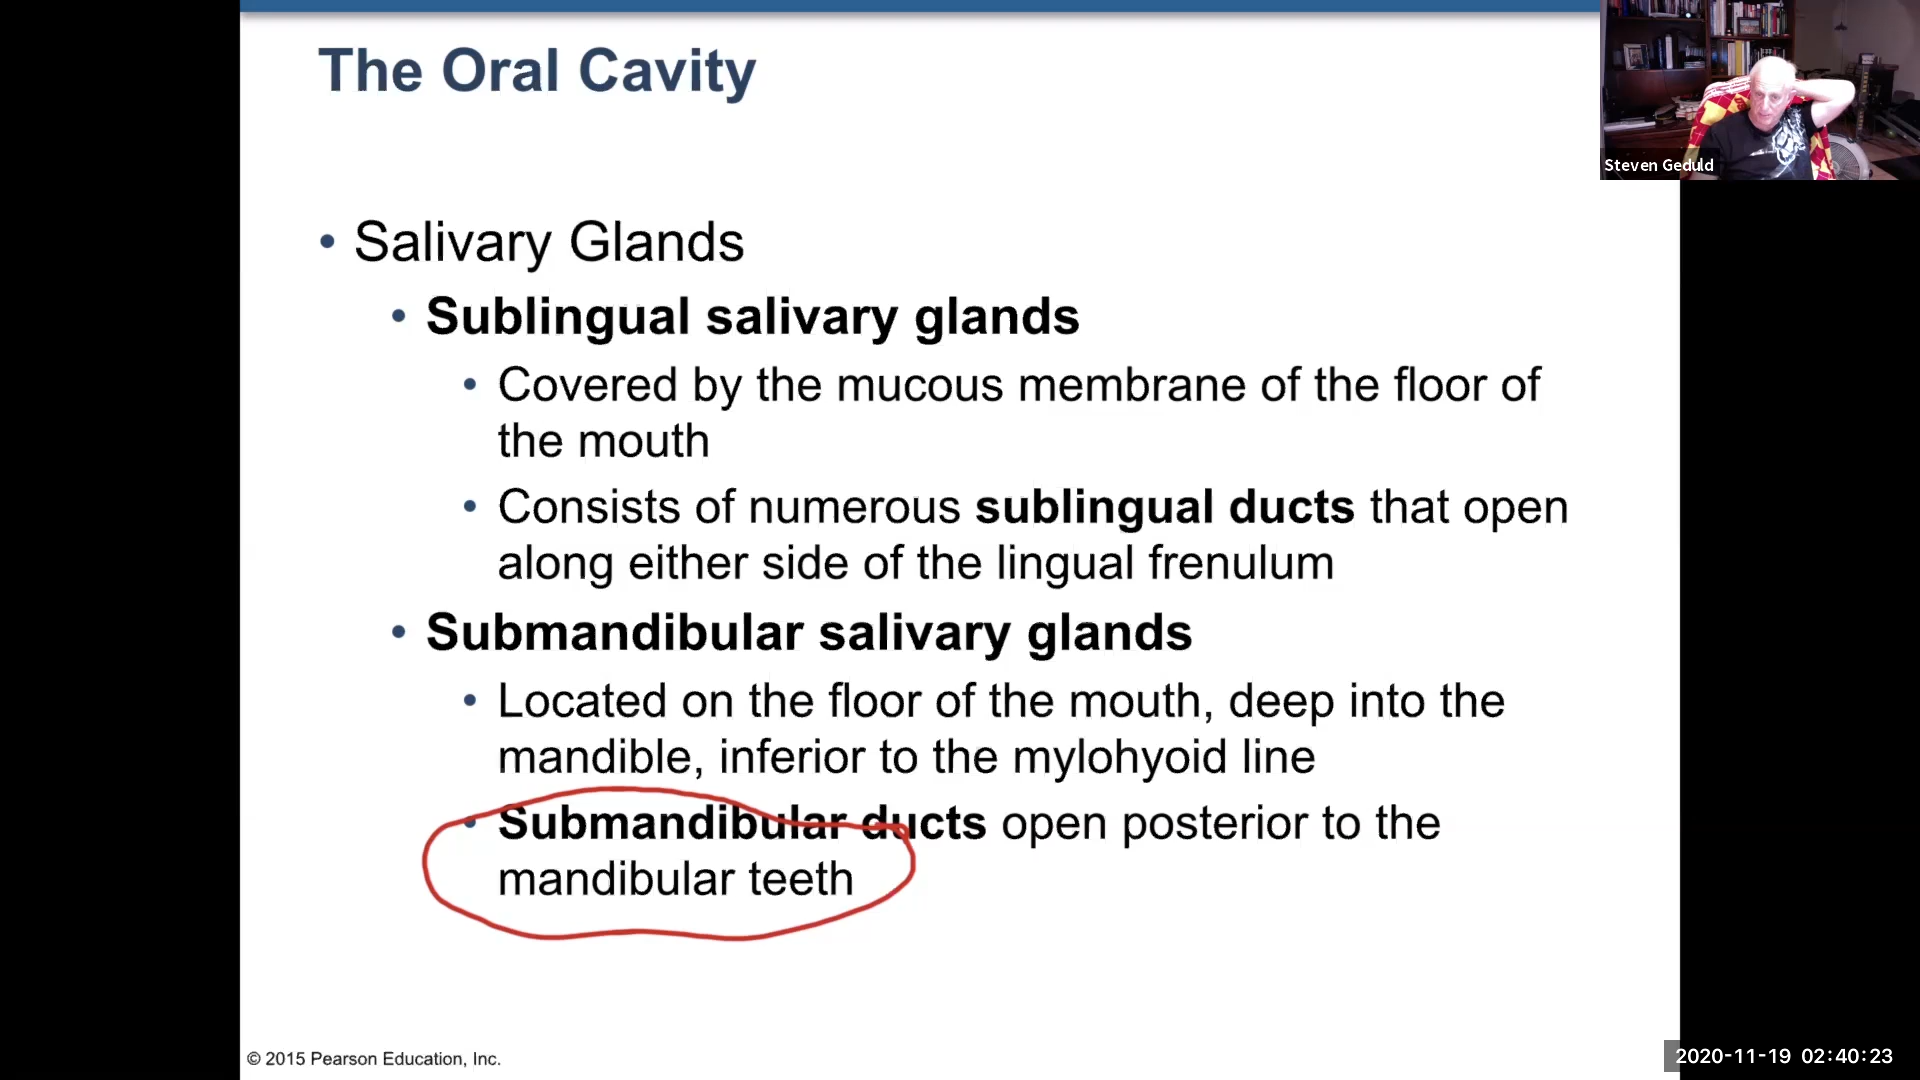 The Oral Cavity
Steven Geduld
• Salivary Glands
• Sublingual salivary glands
• Covered by the mucous membrane of the floor of
the mouth
• Consists of numerous sublingual ducts that open
along either side of the lingual frenulum
• Submandibular salivary glands
• Located on the floor of the mouth, deep into the
mandible, inferior to the mylohyoid line
• Submandibular ducts open posterior to the
mandibular teeth
© 2015 Pearson Education, Inc.
2020-11-19 02:40:23